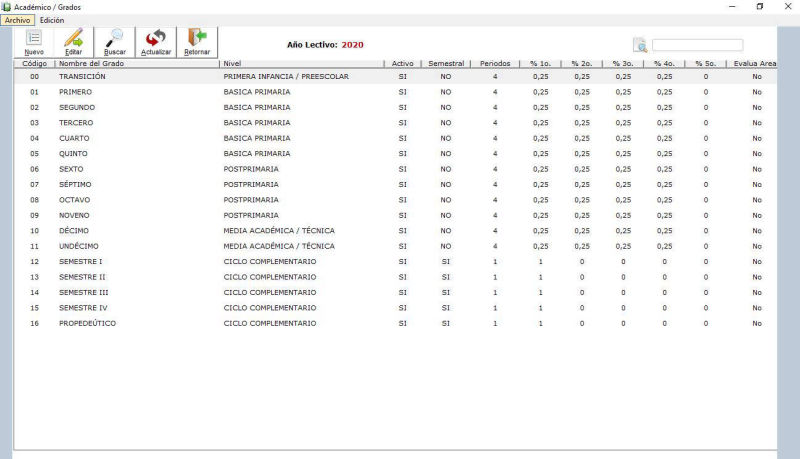 Académico / Grados
Archivo Edición
Nuevo Editar Buscar Actualizar Retornar Año Lectivo: 2020
Código Nombre del Grado Nivel Activo Semestral Periodos % 1o. % 2o. % 3o. % 4o. % 5o. Evalua Area
00 TRANSICIÓN PRIMERA INFANCIA / PREESCOLAR SI NO 4 0,25 0,25 0,25 0,25 0 No
01 PRIMERO BASICA PRIMARIA SI NO 4 0,25 0,25 0,25 0,25 0 No
02 SEGUNDO BASICA PRIMARIA SI NO 4 0,25 0,25 0,25 0,25 0 No
03 TERCERO BASICA PRIMARIA SI NO 4 0,25 0,25 0,25 0,25 0 No
04 CUARTO BASICA PRIMARIA SI NO 4 0,25 0,25 0,25 0,25 0 No
05 QUINTO BASICA PRIMARIA SI NO 4 0,25 0,25 0,25 0,25 0 No
06 SEXTO POSTPRIMARIA SI NO 4 0,25 0,25 0,25 0,25 0 No
07 SÉPTIMO POSTPRIMARIA SI NO 4 0,25 0,25 0,25 0,25 0 No
08 OCTAVO POSTPRIMARIA SI NO 4 0,25 0,25 0,25 0,25 0 No
09 NOVENO POSTPRIMARIA SI NO 4 0,25 0,25 0,25 0,25 0 No
10 DÉCIMO MEDIA ACADÉMICA / TÉCNICA SI NO 4 0,25 0,25 0,25 0,25 0 No
11 UNDÉCIMO MEDIA ACADÉMICA / TÉCNICA SI NO 4 0,25 0,25 0,25 0,25 0 No
12 SEMESTRE I CICLO COMPLEMENTARIO SI SI 1 1 0 0 0 0 No
13 SEMESTRE II CICLO COMPLEMENTARIO SI SI 1 1 0 0 0 0 No
14 SEMESTRE III CICLO COMPLEMENTARIO SI SI 1 1 0 0 0 0 No
15 SEMESTRE IV CICLO COMPLEMENTARIO SI SI 1 1 0 0 0 0 No
16 PROPEDEÚTICO CICLO COMPLEMENTARIO SI SI 1 1 0 0 0 0 No